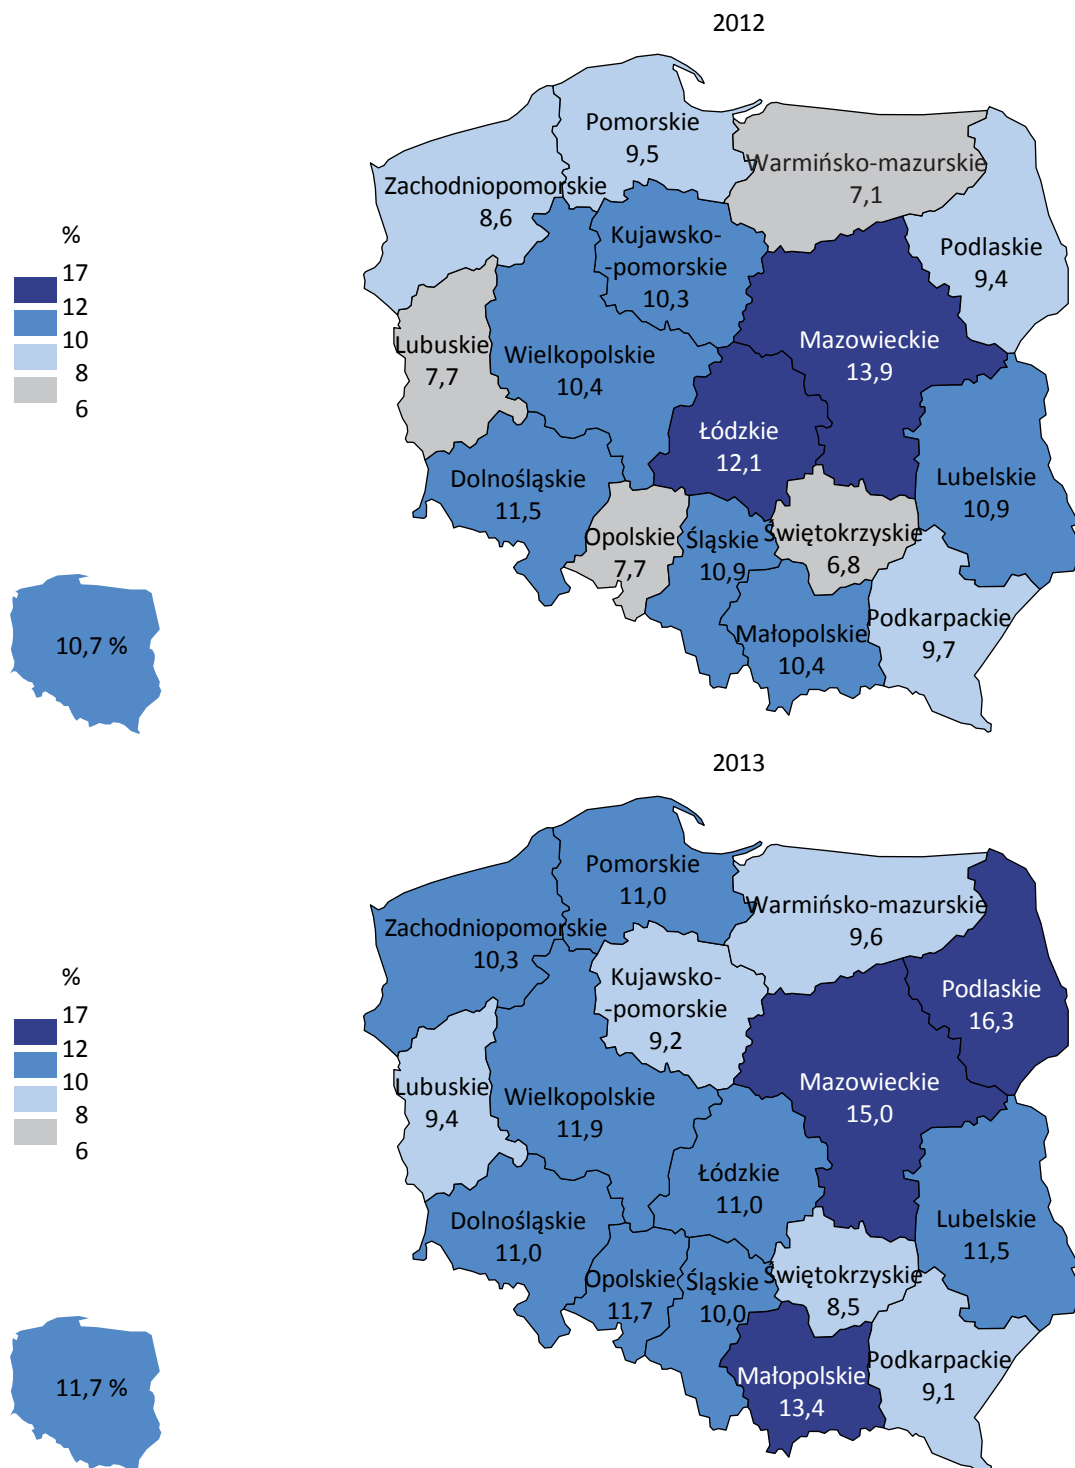 2012
Pomorskie
9,5
Warmińsko-mazurskie
7,1
Zachodniopomorskie
8,6
Kujawsko-
-pomorskie
10,3
Podlaskie
9,4
%
17
12
10
8
6
Lubuskie
7,7
Wielkopolskie
10,4
Mazowieckie
13,9
Łódzkie
12,1
Dolnośląskie
11,5
Lubelskie
10,9
Opolskie
7,7
Śląskie
10,9
Świętokrzyskie
6,8
Małopolskie
10,4
Podkarpackie
9,7
10,7 %
2013
Pomorskie
11,0
Warmińsko-mazurskie
9,6
Zachodniopomorskie
10,3
Kujawsko-
-pomorskie
9,2
Podlaskie
16,3
%
17
12
10
8
6
Lubuskie
9,4
Wielkopolskie
11,9
Mazowieckie
15,0
Łódzkie
11,0
Dolnośląskie
11,0
Lubelskie
11,5
Opolskie
11,7
Śląskie
10,0
Świętokrzyskie
8,5
Małopolskie
13,4
Podkarpackie
9,1
11,7 %